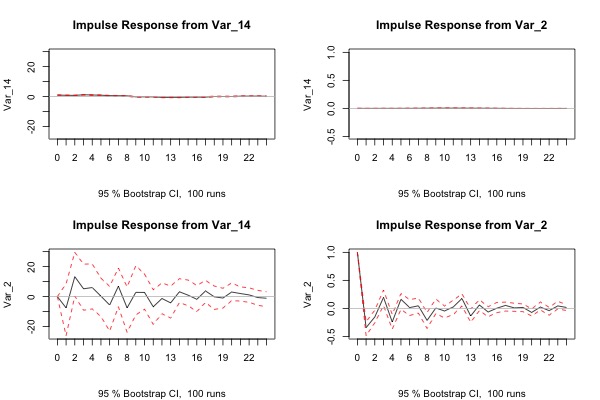 Impulse Response from Var_14
Var_14
20
0
-20
0 2 4 6 8 10 13 16 19 22
95 % Bootstrap CI, 100 runs
Impulse Response from Var_2
Var_14
1.0
0.5
0.0
-0.5
0 2 4 6 8 10 13 16 19 22
95 % Bootstrap CI, 100 runs
Impulse Response from Var_14
Var_2
20
0
-20
0 2 4 6 8 10 13 16 19 22
95 % Bootstrap CI, 100 runs
Impulse Response from Var_2
Var_2
1.0
0.5
0.0
-0.5
0 2 4 6 8 10 13 16 19 22
95 % Bootstrap CI, 100 runs